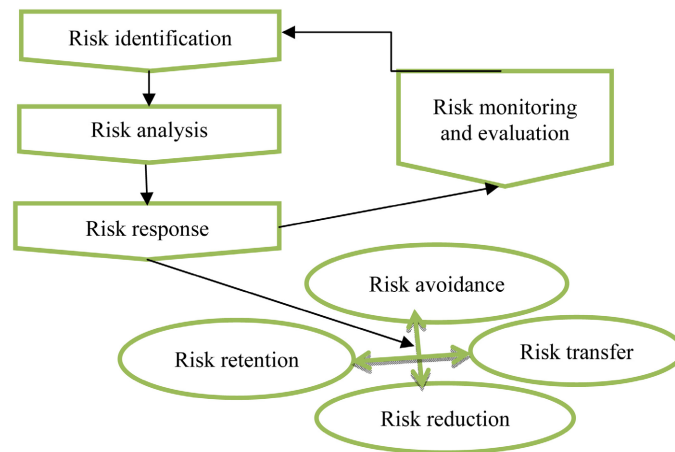 Risk identification
Risk monitoring
and evaluation
Risk analysis
Risk response
Risk avoidance
Risk retention
Risk transfer
Risk reduction